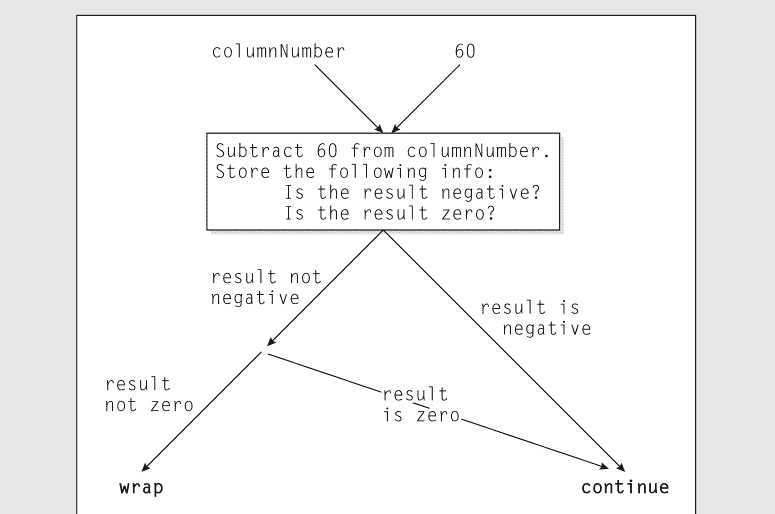 columnNumber 60
Subtract 60 from columnNumber.
Store the following info:
Is the result negative?
Is the result zero?
result not
negative
result is
negative
result
not zero
result
is zero
wrap continue